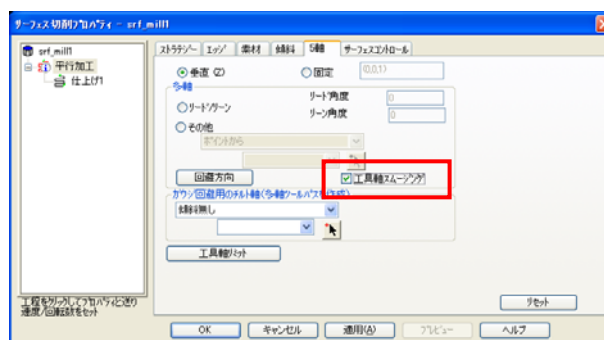 サーフェス切削プロパティ - srf_mill1
srf_mill1
平行加工
仕上げ1
工程をクリックしてプロパティと送り
速度/回転数をセット
ストラテジー エッジ 素材 傾斜 5軸 サーフェスコントロール
垂直 (Z) 固定 (0,0,1)
多軸
リード/リーン リード角度 0
その他 リーン角度 0
ポイントから
回避方向 工具軸スムージング
ガウジ回避用のチルト軸(多軸ツールパスを作成)
傾斜無し
工具軸リミット
リセット
OK キャンセル 適用(A) プレビュー ヘルプ